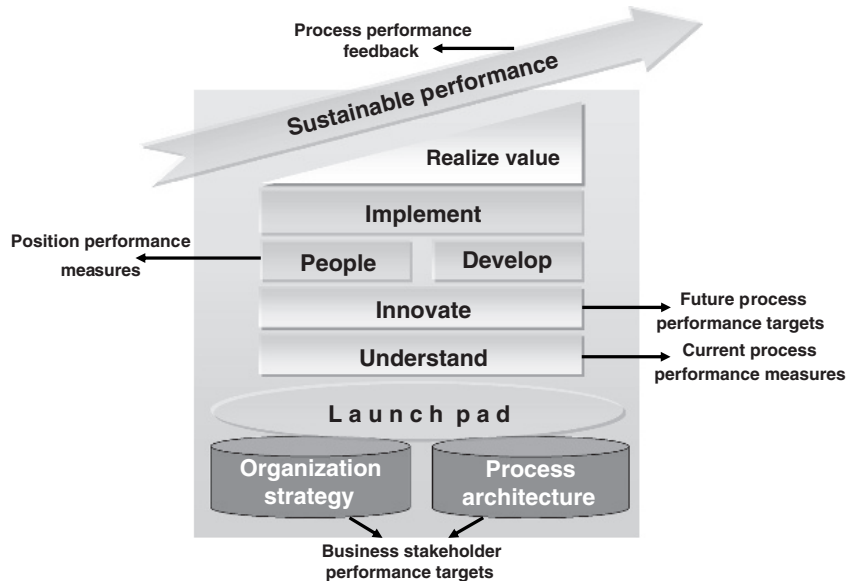 Process performance
feedback
Sustainable performance
Realize value
Implement
Position performance
measures
People
Develop
Innovate
Future process
performance targets
Understand
Current process
performance measures
Launch pad
Organization
strategy
Process
architecture
Business stakeholder
performance targets